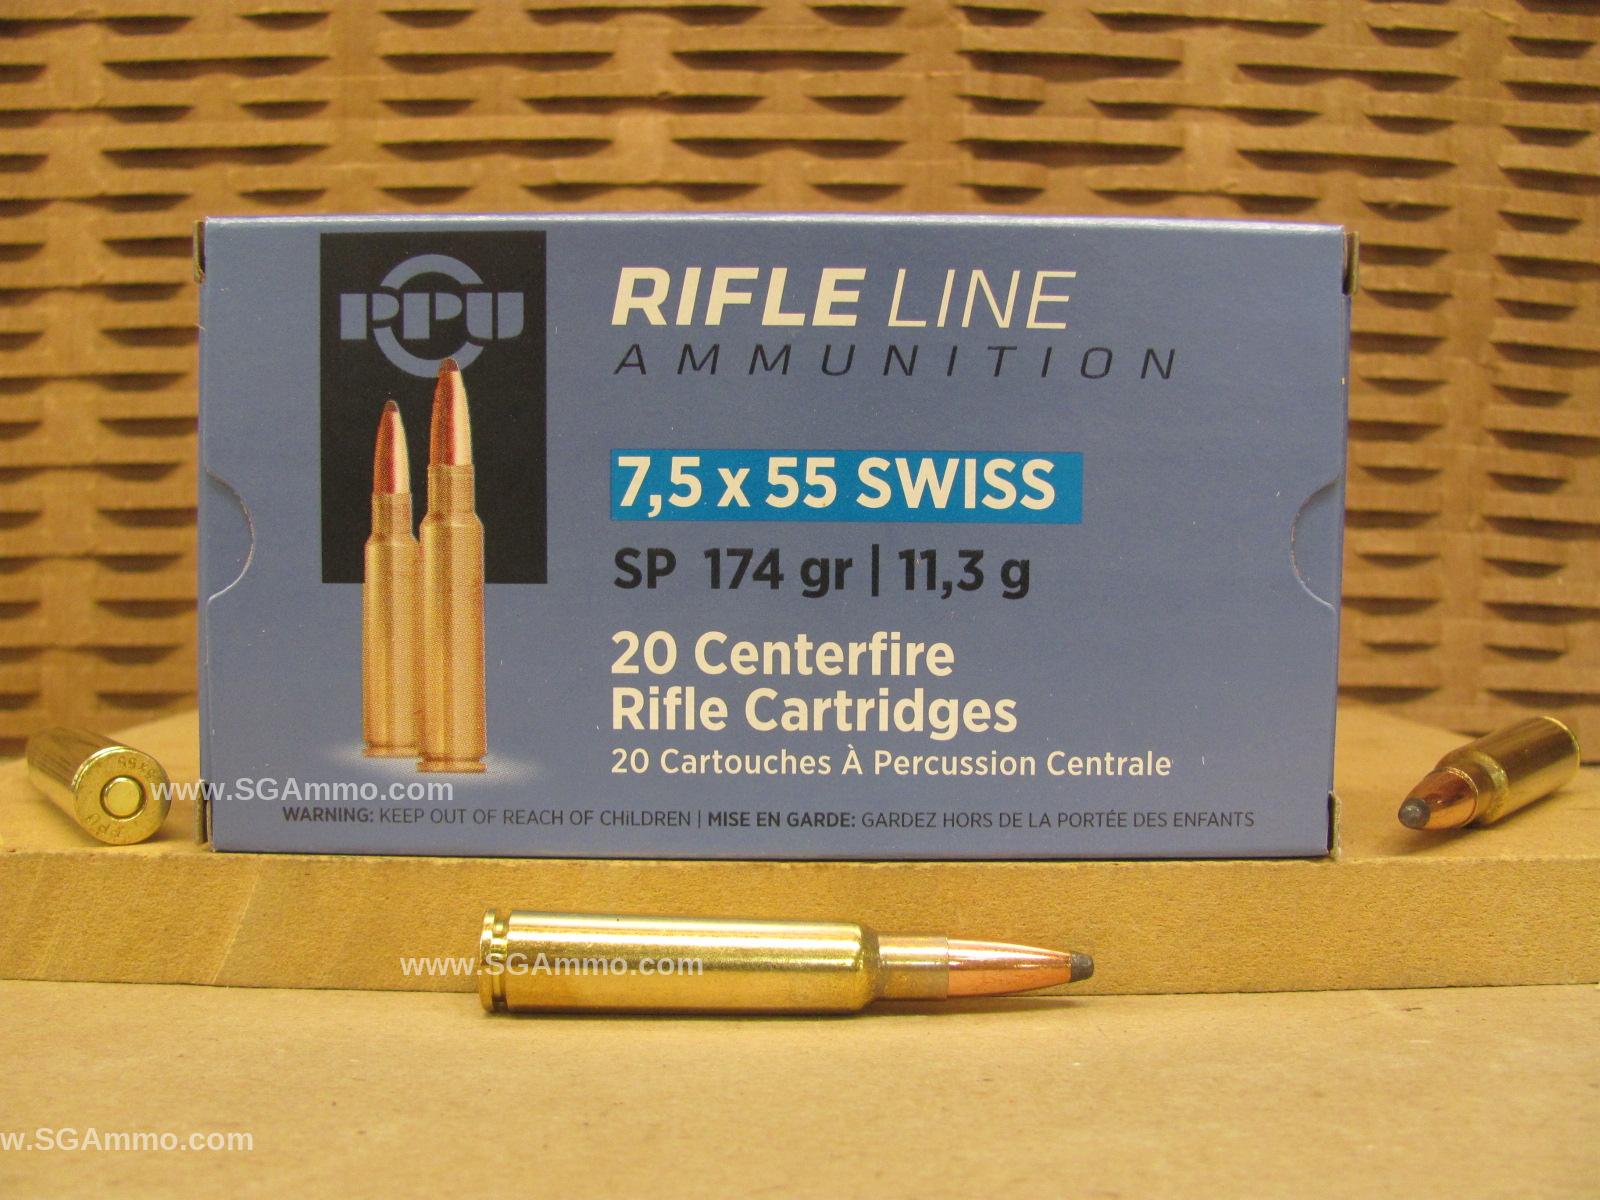 PPU
RIFLE LINE
AMMUNITION
7,5 x 55 SWISS
SP 174 gr | 11,3 g
20 Centerfire
Rifle Cartridges
20 Cartouches À Percussion Centrale
WARNING: KEEP OUT OF REACH OF CHiLDREN | MISE EN GARDE: GARDEZ HORS DE LA PORTÉE DES ENFANTS
PPU
www.SGAmmo.com
www.SGAmmo.com
w.SGAmmo.com